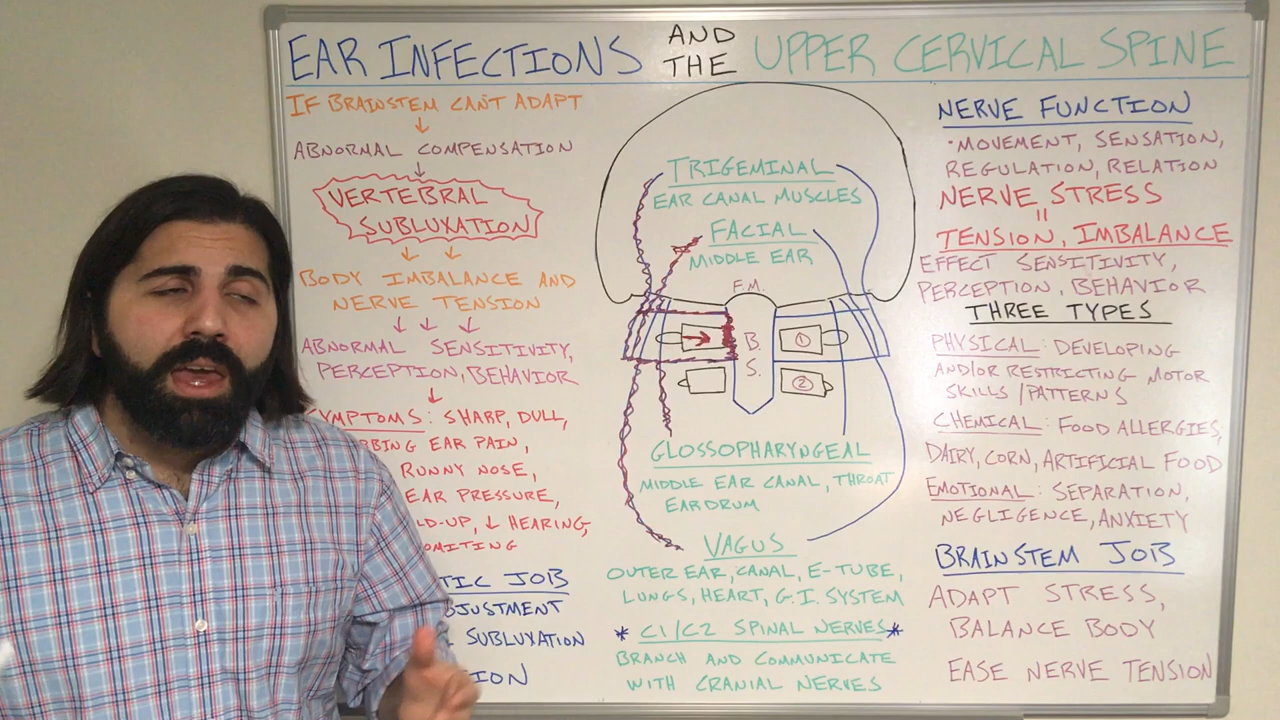 EAR INFECTIONS AND THE UPPER CERVICAL SPINE
IF BRAINSTEM CAN'T ADAPT
ABNORMAL COMPENSATION
VERTEBRAL
SUBLUXATION
BODY IMBALANCE AND
NERVE TENSION
ABNORMAL SENSITIVITY,
PERCEPTION, BEHAVIOR
SYMPTOMS: SHARP, DULL,
EAR PAIN,
RUNNY NOSE,
EAR PRESSURE,
HEARING,
JOB
SUBLUXATION
TRIGEMINAL
EAR CANAL MUSCLES
FACIAL
MIDDLE EAR
F.M.
B.
S.
1
2
GLOSSOPHARYNGEAL
MIDDLE EAR CANAL, THROAT
EARDRUM
VAGUS
OUTER EAR, CANAL, E-TUBE,
LUNGS, HEART, G.I. SYSTEM
* C1/C2 SPINAL NERVES *
BRANCH AND COMMUNICATE
WITH CRANIAL NERVES
NERVE FUNCTION
·MOVEMENT, SENSATION,
REGULATION, RELATION
NERVE STRESS
=
TENSION, IMBALANCE
EFFECT SENSITIVITY,
PERCEPTION, BEHAVIOR
THREE TYPES
PHYSICAL: DEVELOPING
AND/OR RESTRICTING MOTOR
SKILLS/PATTERNS
CHEMICAL: FOOD ALLERGIES,
DAIRY, CORN, ARTIFICIAL FOOD
EMOTIONAL: SEPARATION,
NEGLIGENCE, ANXIETY
BRAINSTEM JOB
ADAPT STRESS,
BALANCE BODY
EASE NERVE TENSION